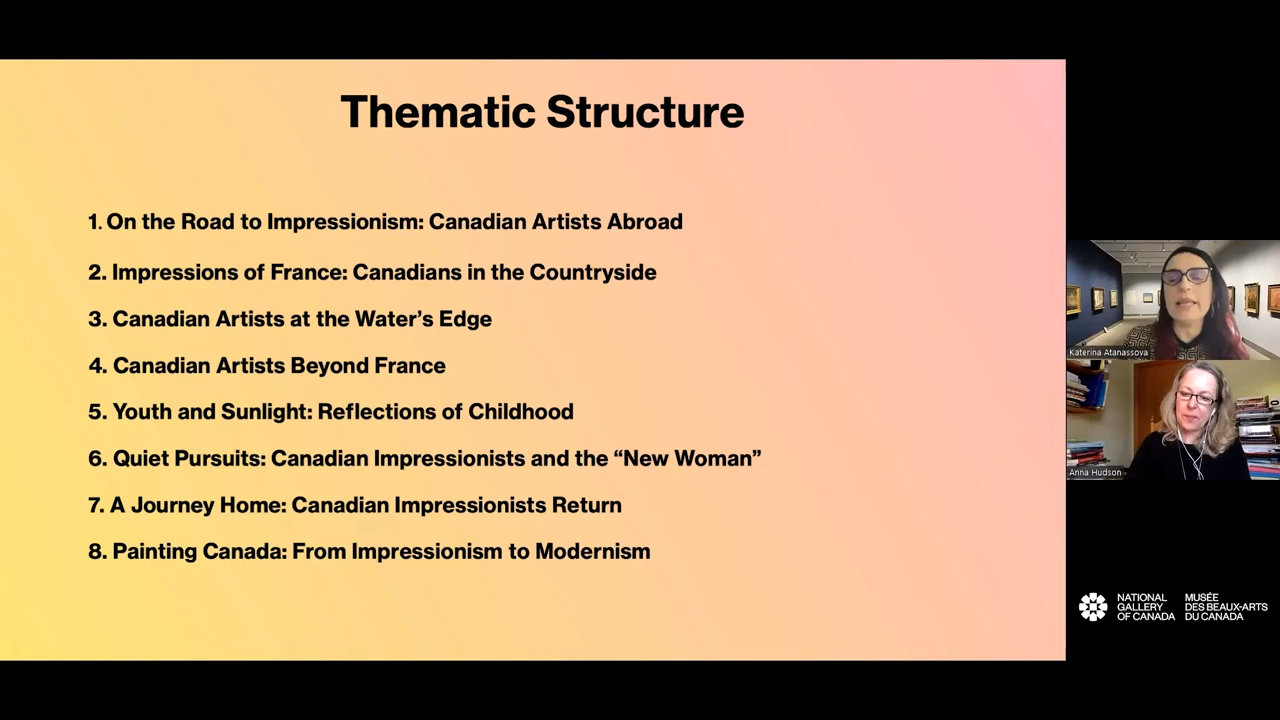 Thematic Structure
1. On the Road to Impressionism: Canadian Artists Abroad
2. Impressions of France: Canadians in the Countryside
3. Canadian Artists at the Water’s Edge
4. Canadian Artists Beyond France
5. Youth and Sunlight: Reflections of Childhood
6. Quiet Pursuits: Canadian Impressionists and the “New Woman”
7. A Journey Home: Canadian Impressionists Return
8. Painting Canada: From Impressionism to Modernism
Katerina Atanassova
Anna Hudson
NATIONAL
GALLERY
OF CANADA
MUSÉE
DES BEAUX-ARTS
DU CANADA